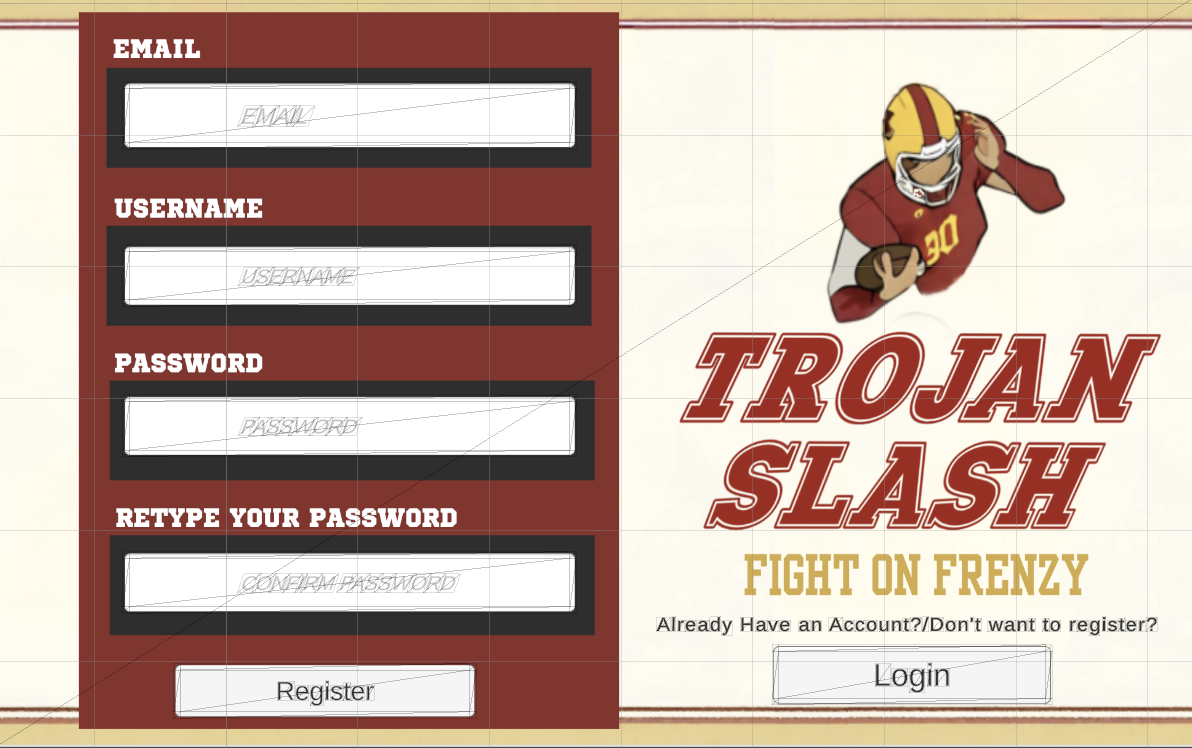 EMAIL
EMAIL
USERNAME
USERNAME
PASSWORD
PASSWORD
RETYPE YOUR PASSWORD
CONFIRM PASSWORD
Register
30
TROJAN
SLASH
FIGHT ON FRENZY
Already Have an Account?/Don't want to register?
Login